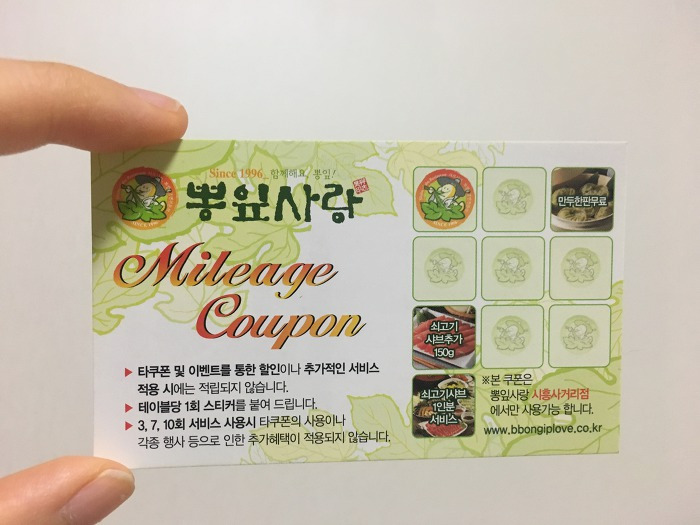 Since 1996_ 함께해요, 뽕잎!
뽕잎사랑
Mileage
Coupon
▶ 타쿠폰 및 이벤트를 통한 할인이나 추가적인 서비스
적용 시에는 적립되지 않습니다.
▶ 테이블당 1회 스티커를 붙여 드립니다.
▶ 3, 7, 10회 서비스 사용시 타쿠폰의 사용이나
각종 행사 등으로 인한 추가혜택이 적용되지 않습니다.
만두한판무료
쇠고기
샤브추가
150g
쇠고기샤브
1인분
서비스
※본 쿠폰은
뽕잎사랑 시흥사거리점
에서만 사용가능 합니다.
www.bbongiplove.co.kr